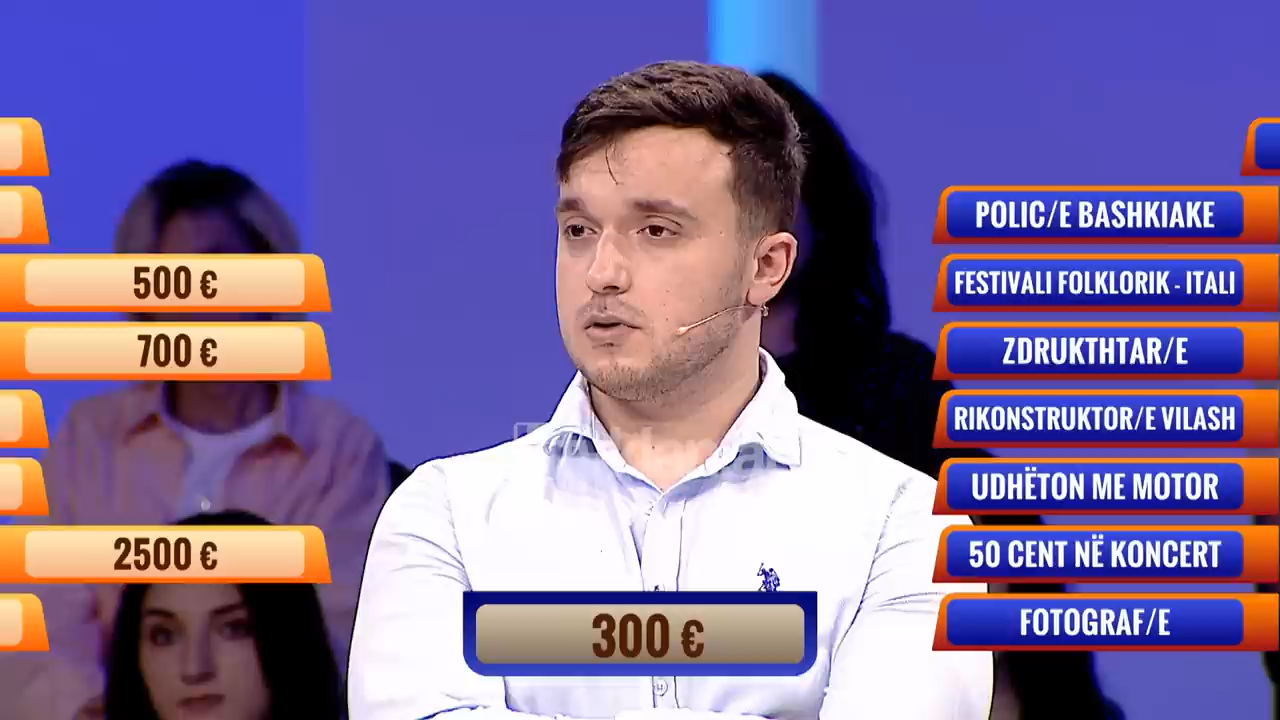 500 €
700 €
2500 €
300 €
POLIC/E BASHKIAKE
FESTIVALI FOLKLORIK - ITALI
ZDRUKTHTAR/E
RIKONSTRUKTOR/E VILASH
UDHËTON ME MOTOR
50 CENT NË KONCERT
FOTOGRAF/E